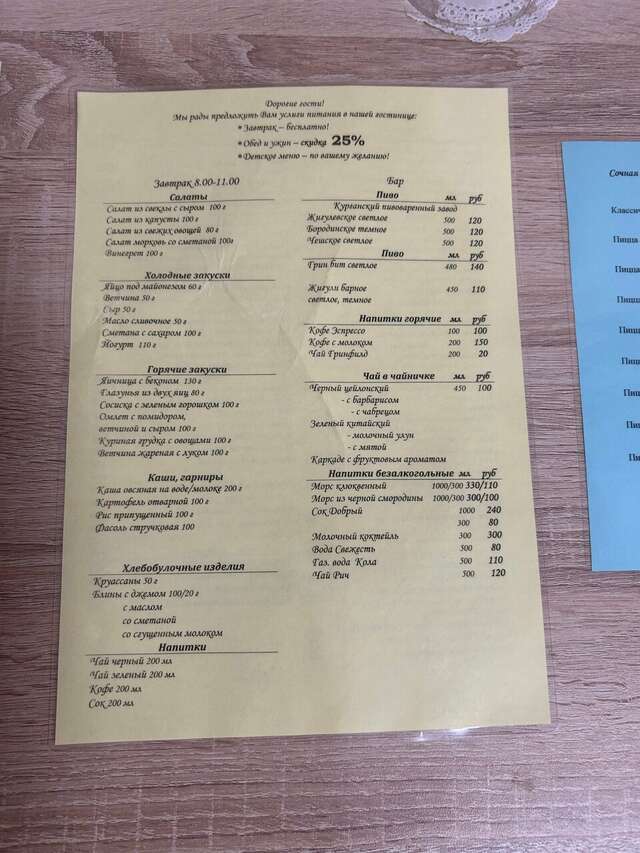 Дорогие гости!
Мы рады предложить Вам услуги питания в нашей гостинице:
• Завтрак – бесплатно!
• Обед и ужин – скидка 25%
• Детское меню – по вашему желанию!
Завтрак 8.00-11.00
Салаты
Салат из свеклы с сыром 100 г
Салат из капусты 100 г
Салат из свежих овощей 80 г
Салат морковь со сметаной 100г
Винегрет 100 г
Холодные закуски
Яйцо под майонезом 60 г
Ветчина 50 г
Сыр 50 г
Масло сливочное 50 г
Сметана с сахаром 100 г
Йогурт 110 г
Горячие закуски
Яичница с беконом 130 г
Глазунья из двух яиц 80 г
Сосиска с зеленым горошком 100 г
Омлет с помидором,
ветчиной и сыром 100 г
Куриная грудка с овощами 100 г
Ветчина жареная с луком 100 г
Каши, гарниры
Каша овсяная на воде/молоке 200 г
Картофель отварной 100 г
Рис припущенный 100 г
Фасоль стручковая 100
Хлебобулочные изделия
Круассаны 50 г
Блины с джемом 100/20 г
с маслом
со сметаной
со сгущенным молоком
Напитки
Чай черный 200 мл
Чай зеленый 200 мл
Кофе 200 мл
Сок 200 мл
Бар
Пиво мл руб
Курванский пивоваренный завод
Жигулевское светлое 500 120
Бородинское темное 500 120
Чешское светлое 500 120
Пиво мл руб
Грин бит светлое 480 140
Жигули барное 450 110
светлое, темное
Напитки горячие мл руб
Кофе Эспрессо 100 100
Кофе с молоком 200 150
Чай Гринфилд 200 20
Чай в чайничке мл руб
Черный цейлонский 450 100
- с барбарисом
- с чабрецом
Зеленый китайский
- молочный улун
- с мятой
Каркаде с фруктовым ароматом
Напитки безалкогольные мл руб
Морс клюквенный 1000/300 330/110
Морс из черной смородины 1000/300 300/100
Сок Добрый 1000 240
300 80
Молочный коктейль 300 300
Вода Свежесть 500 80
Газ. вода Кола 500 110
Чай Рич 500 120
Сочная
Классич
Пицца
Пицца
Пицц
Пицц
Пиц
Пиц
Пи
Пи